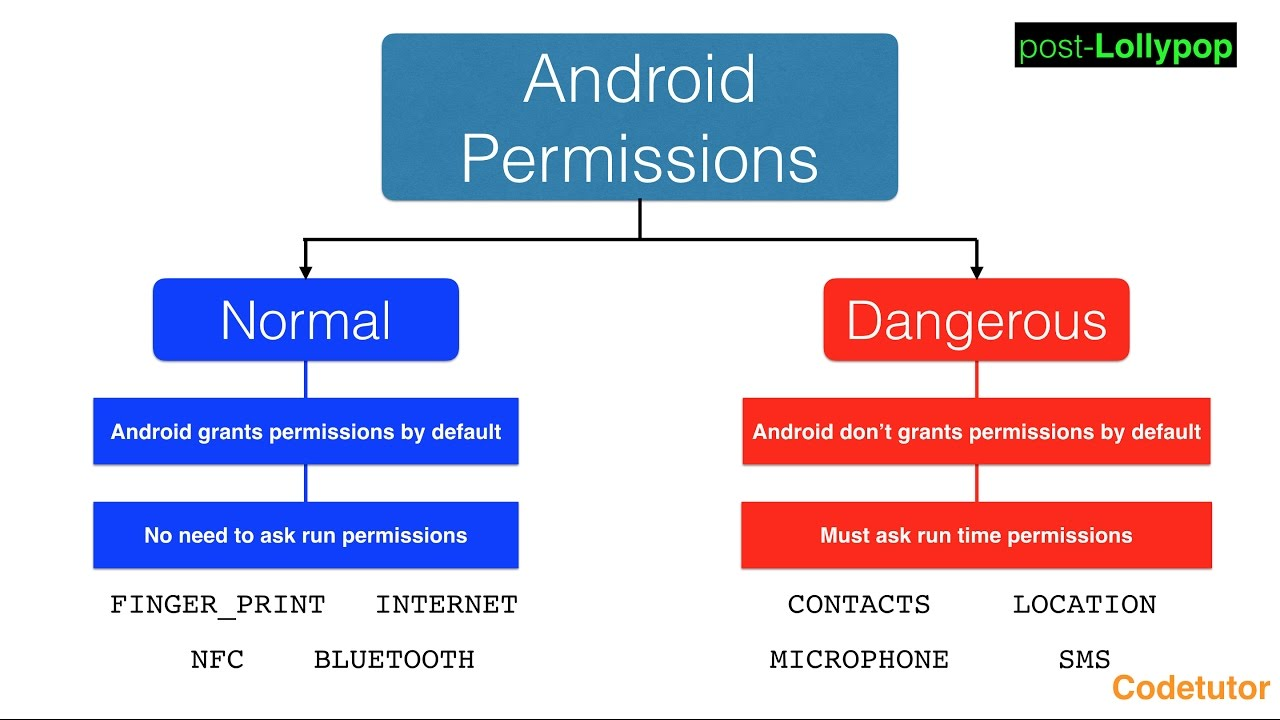 post-Lollypop
Android
Permissions
Normal
Dangerous
Android grants permissions by default
Android don’t grants permissions by default
No need to ask run permissions
Must ask run time permissions
FINGER_PRINT INTERNET
CONTACTS LOCATION
NFC BLUETOOTH
MICROPHONE SMS
Codetutor